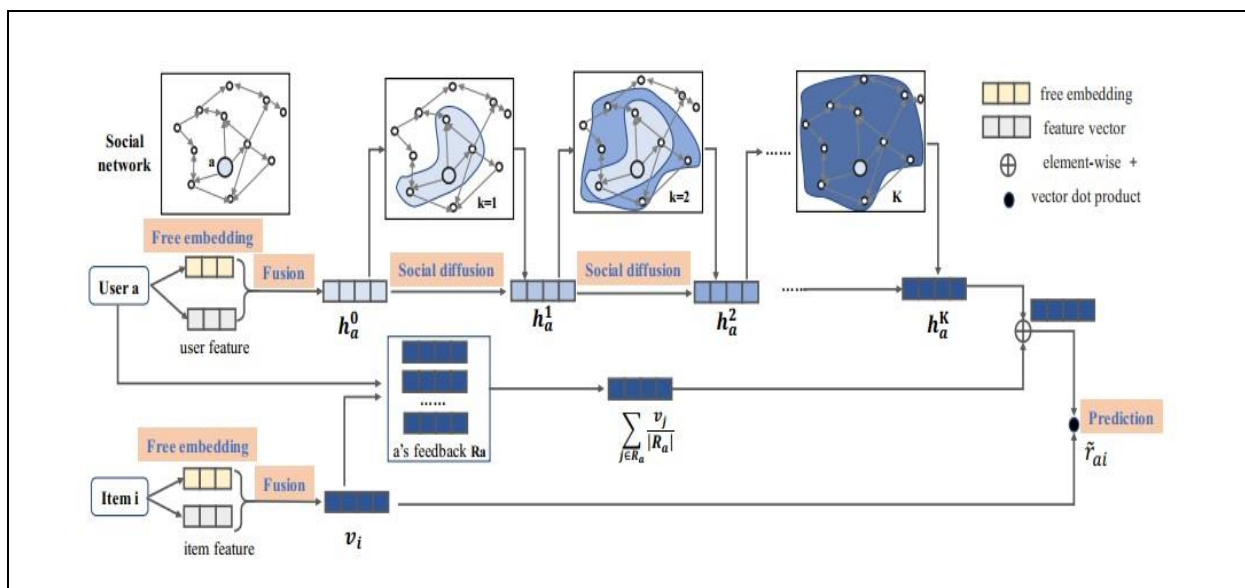 Social
network
a
k=1
k=2
......
K
free embedding
feature vector
element-wise +
vector dot product
Free embedding
User a
user feature
Fusion
h_a^0
Social diffusion
h_a^1
Social diffusion
h_a^2
......
h_a^K
......
a's feedback Ra
∑_{j∈R_a} v_j/|R_a|
Prediction
r̃_{ai}
Free embedding
Item i
item feature
Fusion
v_i